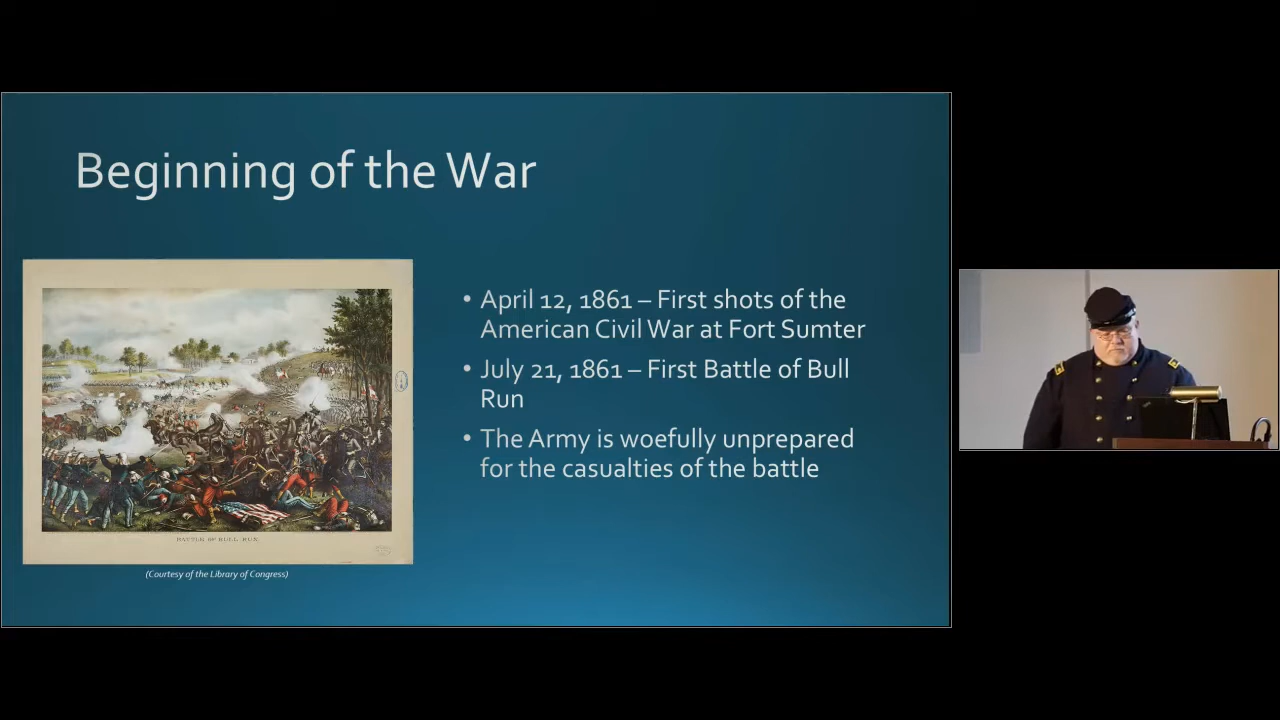 Beginning of the War
• April 12, 1861 – First shots of the
American Civil War at Fort Sumter
• July 21, 1861 – First Battle of Bull
Run
• The Army is woefully unprepared
for the casualties of the battle
BATTLE OF BULL RUN
(Courtesy of the Library of Congress)